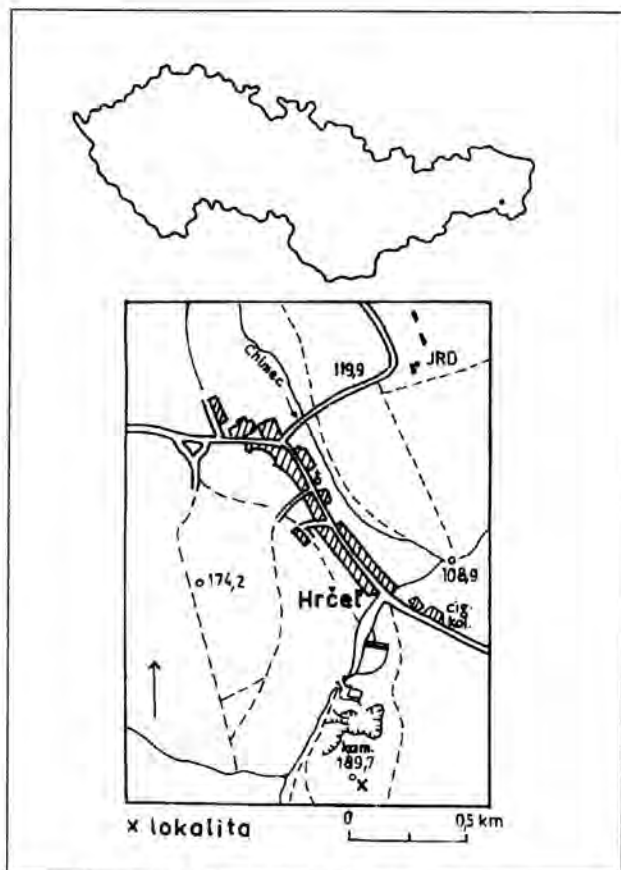 Chlmec
119,9
JRD
174,2
108,9
Hrčeľ
cig.
kol.
kam.
189,7
x
x lokalita
0
0,5 km